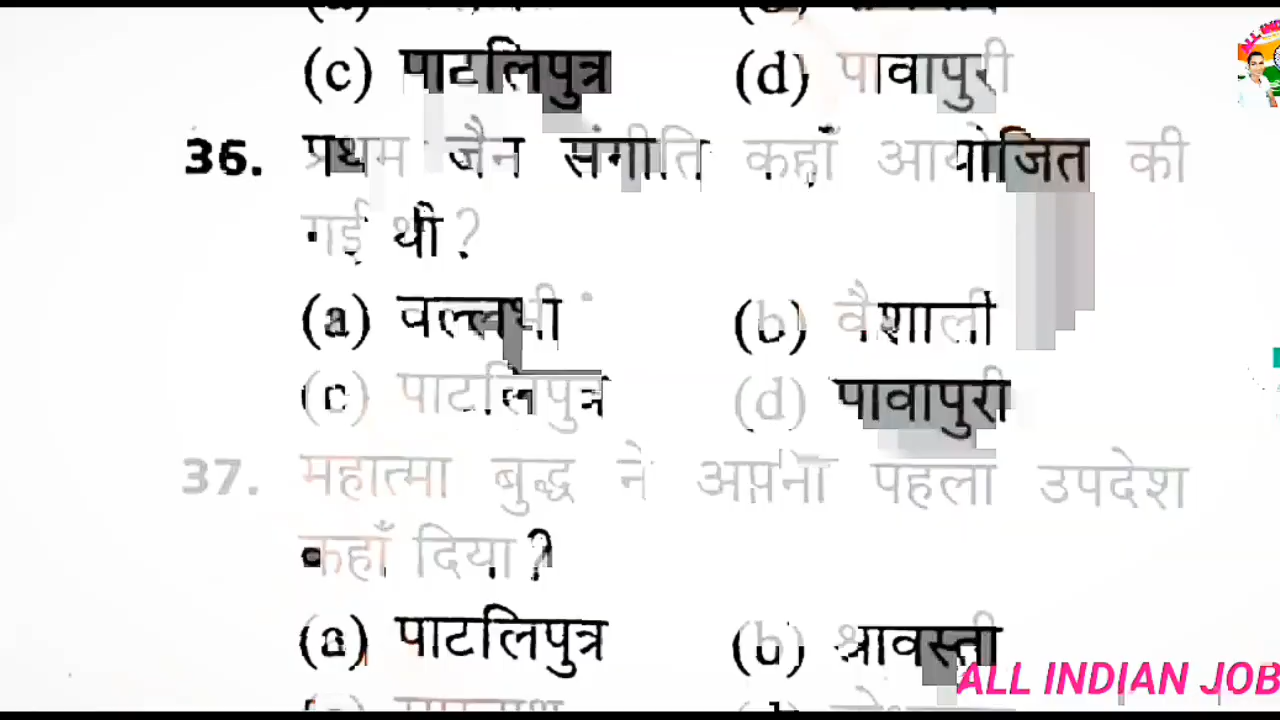 (c) पाटलिपुत्र (d) पावापुरी
36. प्रथम जैन संगीति कहाँ आयोजित की
गई थी?
(a) वल्लभी (b) वैशाली
(c) पाटलिपुत्र (d) पावापुरी
37. महात्मा बुद्ध ने अपना पहला उपदेश
कहाँ दिया?
(a) पाटलिपुत्र (b) श्रावस्ती
ALL INDIAN JOB